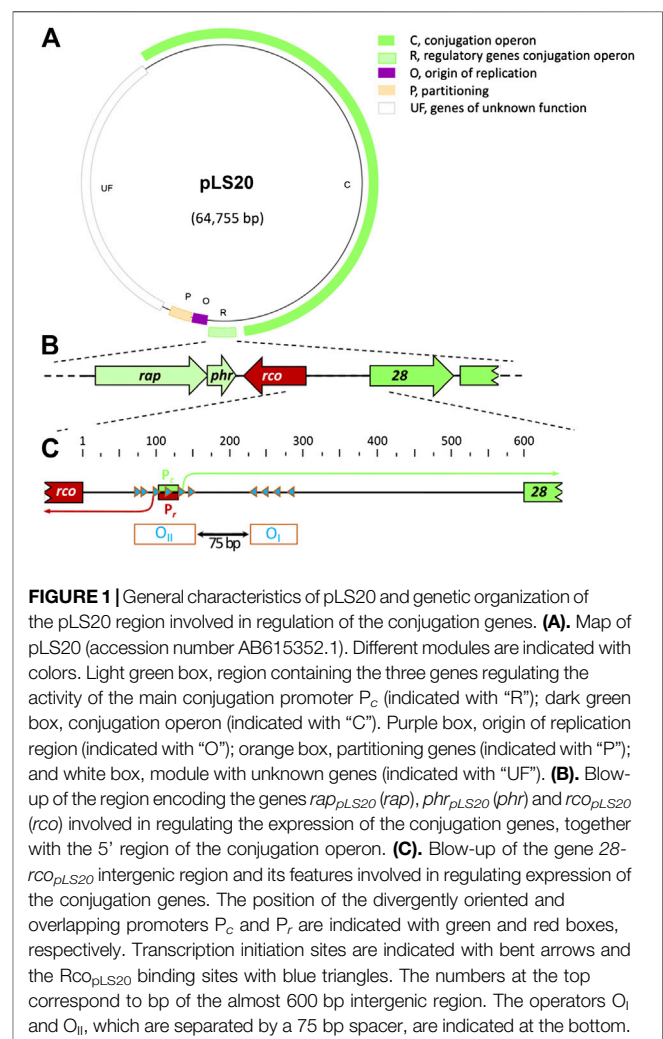 A
C, conjugation operon
R, regulatory genes conjugation operon
O, origin of replication
P, partitioning
UF, genes of unknown function
pLS20
(64,755 bp)
UF
C
P
O
R
B
rap
phr
rco
28
C
1 100 200 300 400 500 600
rco
Pc
Pr
28
OII
75 bp
OI
FIGURE 1 | General characteristics of pLS20 and genetic organization of
the pLS20 region involved in regulation of the conjugation genes. (A). Map of
pLS20 (accession number AB615352.1). Different modules are indicated with
colors. Light green box, region containing the three genes regulating the
activity of the main conjugation promoter Pc (indicated with “R”); dark green
box, conjugation operon (indicated with “C”). Purple box, origin of replication
region (indicated with “O”); orange box, partitioning genes (indicated with “P”);
and white box, module with unknown genes (indicated with “UF”). (B). Blow-
up of the region encoding the genes rappLS20 (rap), phrpLS20 (phr) and rcopLS20
(rco) involved in regulating the expression of the conjugation genes, together
with the 5’ region of the conjugation operon. (C). Blow-up of the gene 28-
rcopLS20 intergenic region and its features involved in regulating expression of
the conjugation genes. The position of the divergently oriented and
overlapping promoters Pc and Pr are indicated with green and red boxes,
respectively. Transcription initiation sites are indicated with bent arrows and
the RcopLS20 binding sites with blue triangles. The numbers at the top
correspond to bp of the almost 600 bp intergenic region. The operators OI
and OII, which are separated by a 75 bp spacer, are indicated at the bottom.